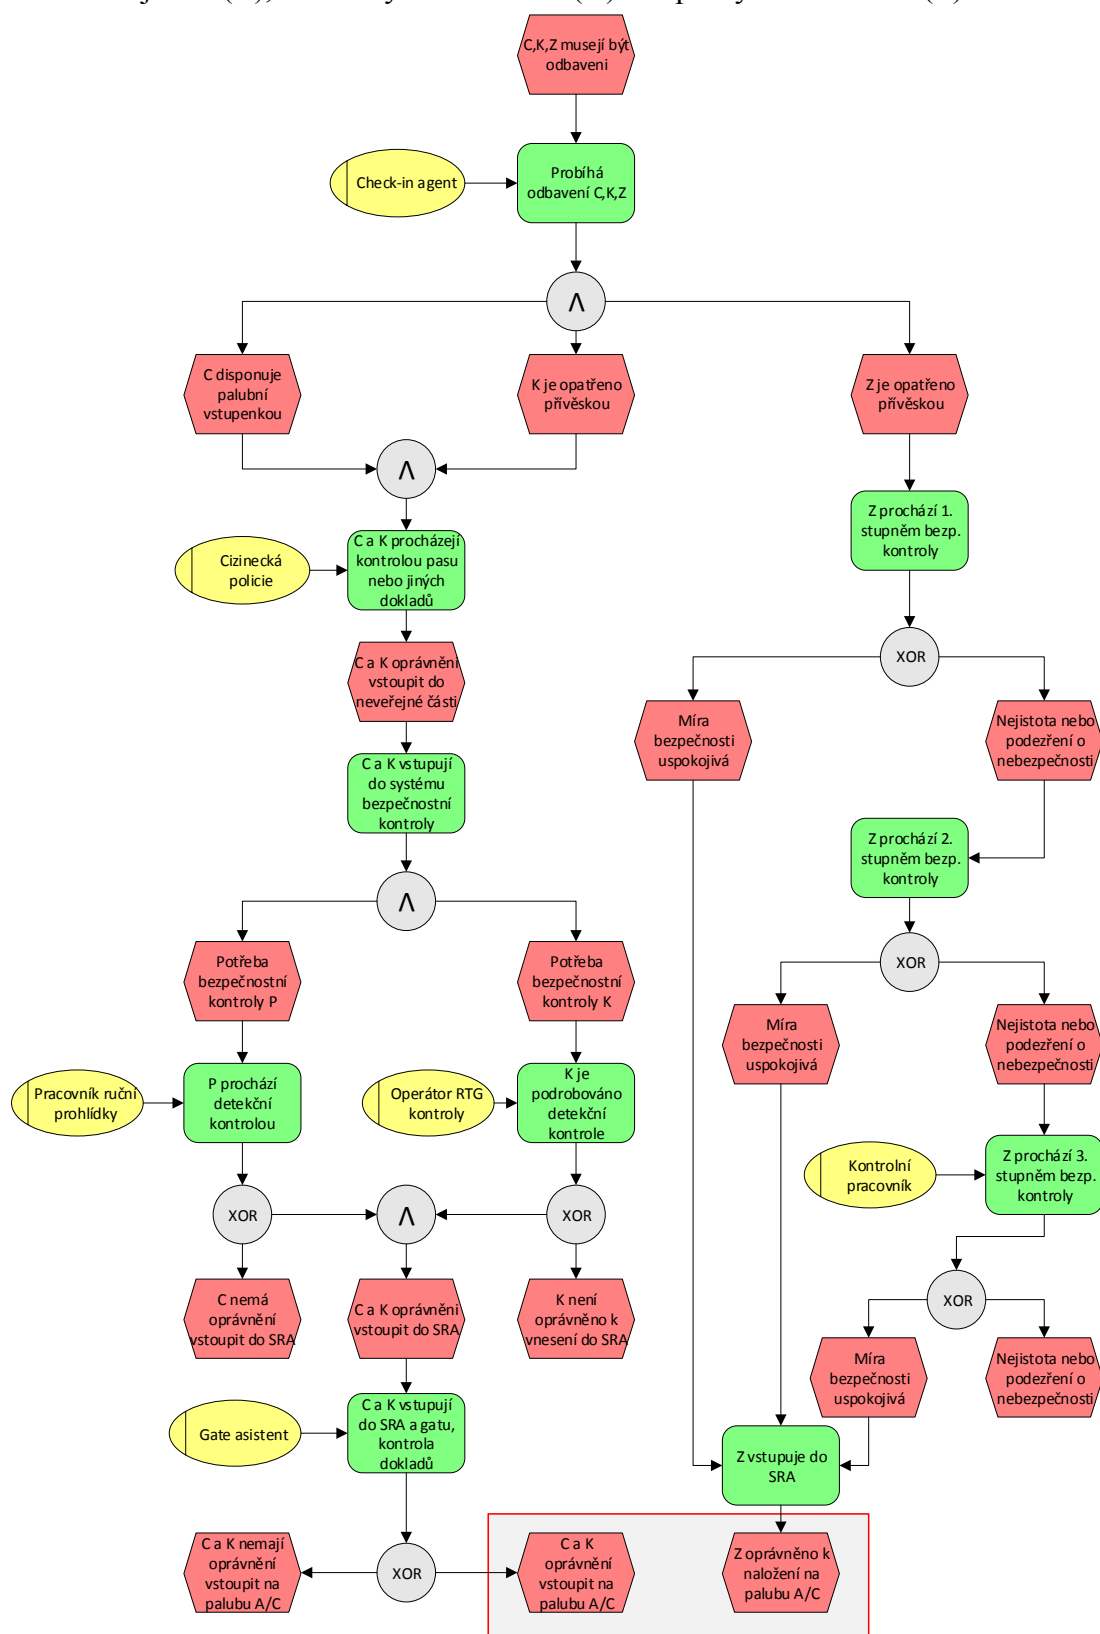 C,K,Z musejí být
odbaveni
Check-in agent
Probíhá
odbavení C,K,Z
Λ
C disponuje
palubní
vstupenkou
K je opatřeno
přívěskou
Z je opatřeno
přívěskou
Λ
Cizinecká
policie
C a K procházejí
kontrolou pasu
nebo jiných
dokladů
Z prochází 1.
stupněm bezp.
kontroly
XOR
C a K oprávněni
vstoupit do
neveřejné části
Míra
bezpečnosti
uspokojivá
Nejistota nebo
podezření o
nebezpečnosti
C a K vstupují
do systému
bezpečnostní
kontroly
Z prochází 2.
stupněm bezp.
kontroly
Λ
XOR
Potřeba
bezpečnostní
kontroly P
Potřeba
bezpečnostní
kontroly K
Míra
bezpečnosti
uspokojivá
Nejistota nebo
podezření o
nebezpečnosti
Pracovník ruční
prohlídky
P prochází
detekční
kontrolou
Operátor RTG
kontroly
K je
podrobováno
detekční
kontrole
Kontrolní
pracovník
Z prochází 3.
stupněm bezp.
kontroly
XOR
Λ
XOR
XOR
C nemá
oprávnění
vstoupit do SRA
C a K oprávněni
vstoupit do SRA
K není
oprávněno k
vnesení do SRA
Míra
bezpečnosti
uspokojivá
Nejistota nebo
podezření o
nebezpečnosti
Gate asistent
C a K vstupují
do SRA a gatu,
kontrola
dokladů
Z vstupuje do
SRA
C a K nemají
oprávnění
vstoupit na
palubu A/C
XOR
C a K
oprávnění
vstoupit na
palubu A/C
Z oprávněno k
naložení na
palubu A/C